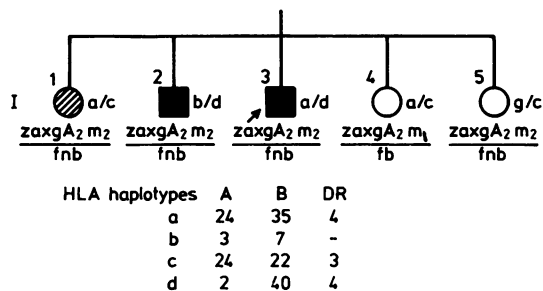 1 2 3 4 5
I a/c b/d a/d a/c g/c
zaxgA2 m2 zaxgA2 m2 zaxgA2 m2 zaxgA2 m1 zaxgA2 m2
fnb fnb fnb fb fnb
HLA haplotypes A B DR
a 24 35 4
b 3 7 -
c 24 22 3
d 2 40 4